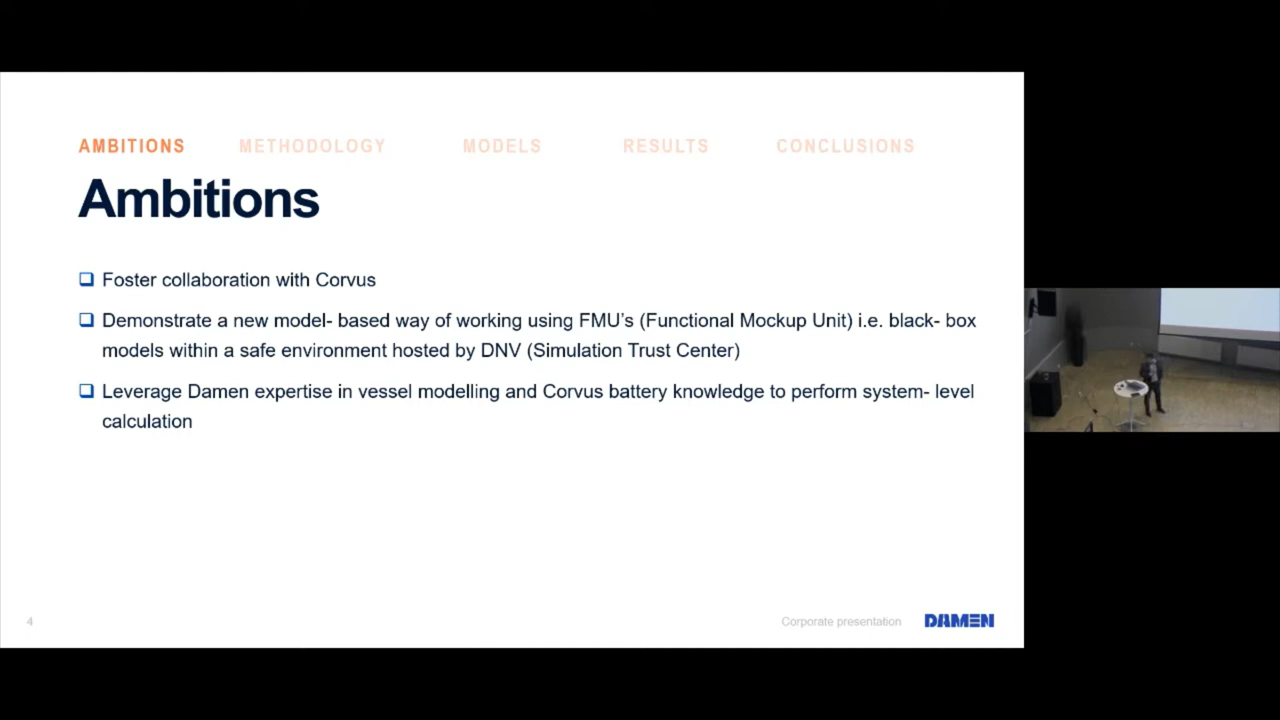 AMBITIONS METHODOLOGY MODELS RESULTS CONCLUSIONS
Ambitions
Foster collaboration with Corvus
Demonstrate a new model- based way of working using FMU’s (Functional Mockup Unit) i.e. black- box
models within a safe environment hosted by DNV (Simulation Trust Center)
Leverage Damen expertise in vessel modelling and Corvus battery knowledge to perform system- level
calculation
4
Corporate presentation
DAMEN